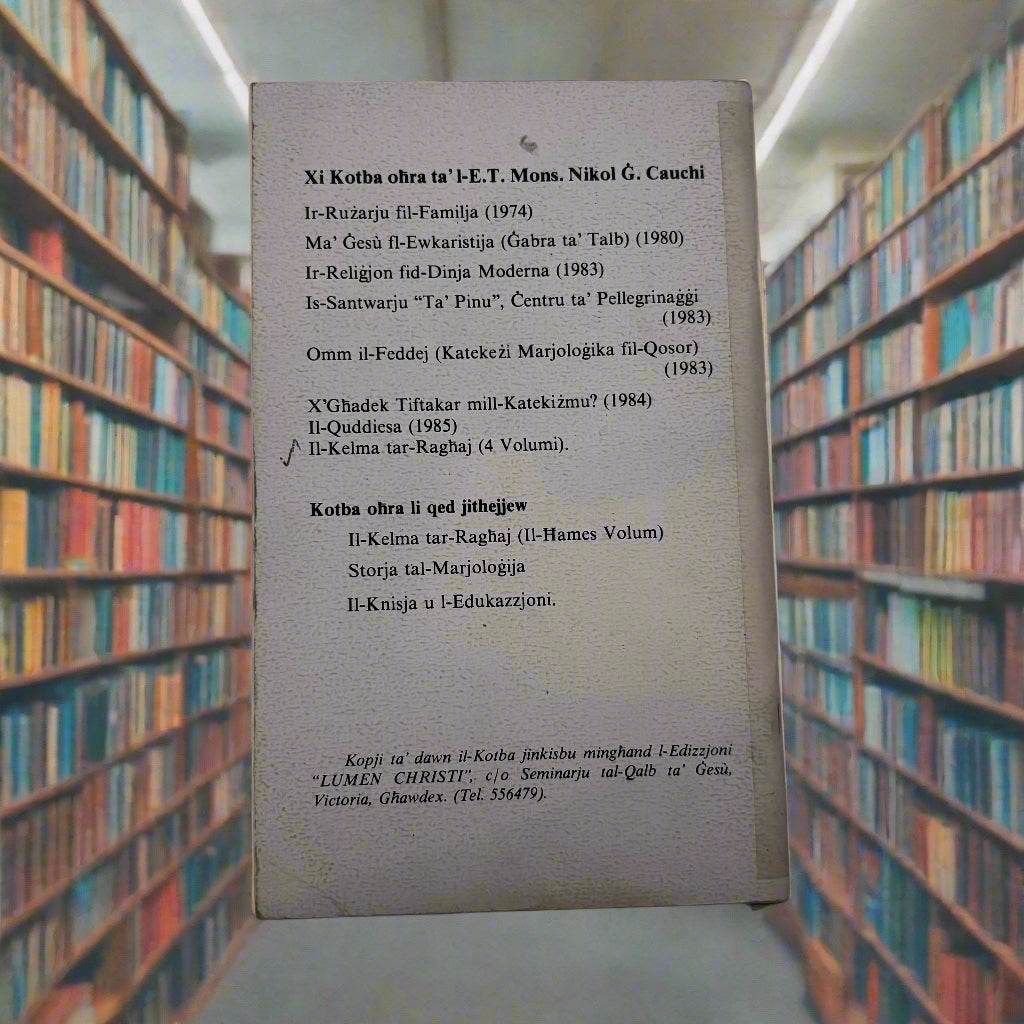 Xi Kotba oħra ta' l-E.T. Mons. Nikol Ġ. Cauchi
Ir-Rużarju fil-Familja (1974)
Ma' Ġesù fl-Ewkaristija (Ġabra ta' Talb) (1980)
Ir-Reliġjon fid-Dinja Moderna (1983)
Is-Santwarju "Ta' Pinu", Ċentru ta' Pellegrinaġġi
(1983)
Omm il-Feddej (Katekeżi Marjoloġika fil-Qosor)
(1983)
X'Għadek Tiftakar mill-Katekiżmu? (1984)
Il-Quddiesa (1985)
Il-Kelma tar-Ragħaj (4 Volumi).
Kotba oħra li qed jithejjew
Il-Kelma tar-Ragħaj (Il-Ħames Volum)
Storja tal-Marjoloġija
Il-Knisja u l-Edukazzjoni.
Kopji ta' dawn il-Kotba jinkisbu mingħand l-Edizzjoni
"LUMEN CHRISTI", c/o Seminarju tal-Qalb ta' Ġesù,
Victoria, Għawdex. (Tel. 556479).